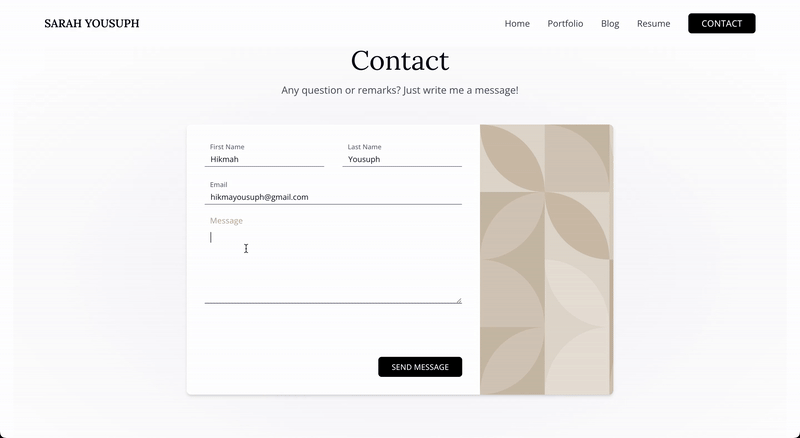 SARAH YOUSUPH
Home Portfolio Blog Resume CONTACT
Contact
Any question or remarks? Just write me a message!
First Name Last Name
Hikmah Yousuph
Email
hikmayousuph@gmail.com
Message
SEND MESSAGE